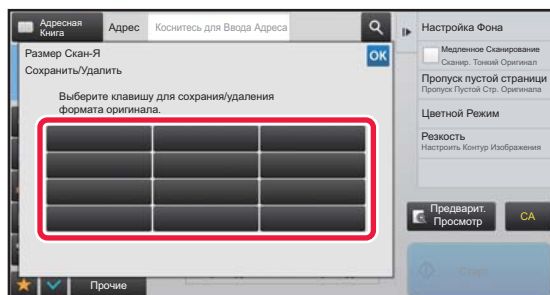 Адресная
Книга
Адрес
Коснитесь для Ввода Адреса
Настройка Фона
Размер Скан-Я
OK
Сохранить/Удалить
Медленное Сканирование
Сканир. Тонкий Оригинал
Выберите клавишу для сохрания/удаления
формата оригинала.
Пропуск пустой страници
Пропуск Пустой Стр. Оригинала
Цветной Режим
Резкость
Настроить Контур Изображения
Предварит.
Просмотр
CA
Старт
Прочие